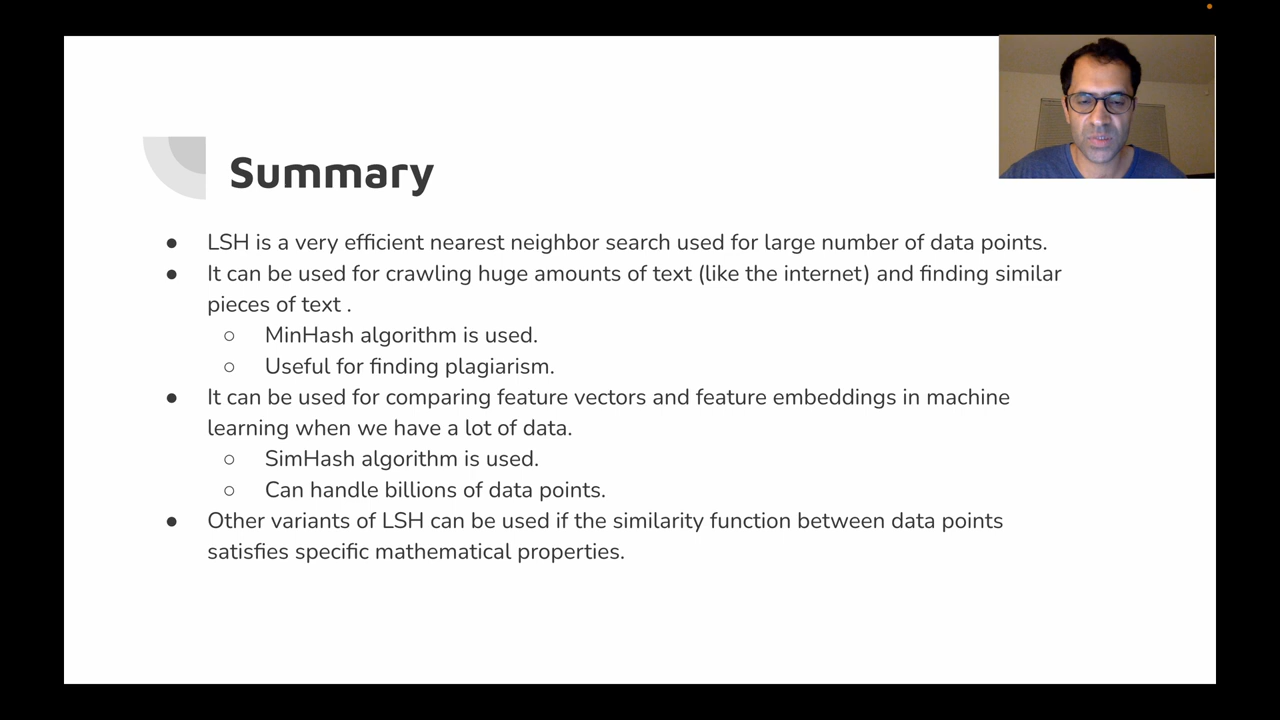 Summary
● LSH is a very efficient nearest neighbor search used for large number of data points.
● It can be used for crawling huge amounts of text (like the internet) and finding similar
pieces of text .
○ MinHash algorithm is used.
○ Useful for finding plagiarism.
● It can be used for comparing feature vectors and feature embeddings in machine
learning when we have a lot of data.
○ SimHash algorithm is used.
○ Can handle billions of data points.
● Other variants of LSH can be used if the similarity function between data points
satisfies specific mathematical properties.